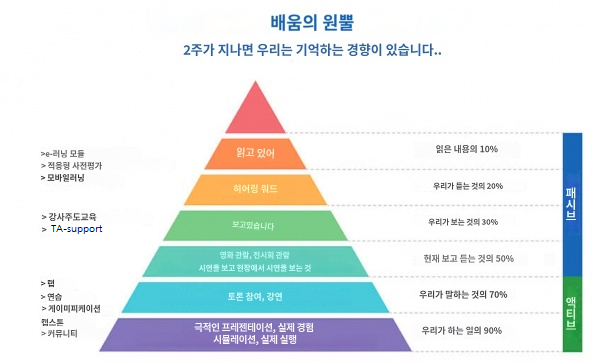 배움의 원뿔
2주가 지나면 우리는 기억하는 경향이 있습니다..
>e-러닝 모듈
> 적응형 사전평가
> 모바일러닝
읽고 있어
읽은 내용의 10%
히어링 워드
우리가 듣는 것의 20%
> 강사주도교육
> TA-support
보고있습니다
우리가 보는 것의 30%
영화 관람, 전시회 관람
시연을 보고 현장에서 시연을 보는 것
현재 보고 듣는 것의 50%
패시브
> 랩
> 연습
> 게이미피케이션
캡스톤
> 커뮤니티
토론 참여, 강연
우리가 말하는 것의 70%
극적인 프레젠테이션, 실제 경험
시뮬레이션, 실제 실행
우리가 하는 일의 90%
액티브